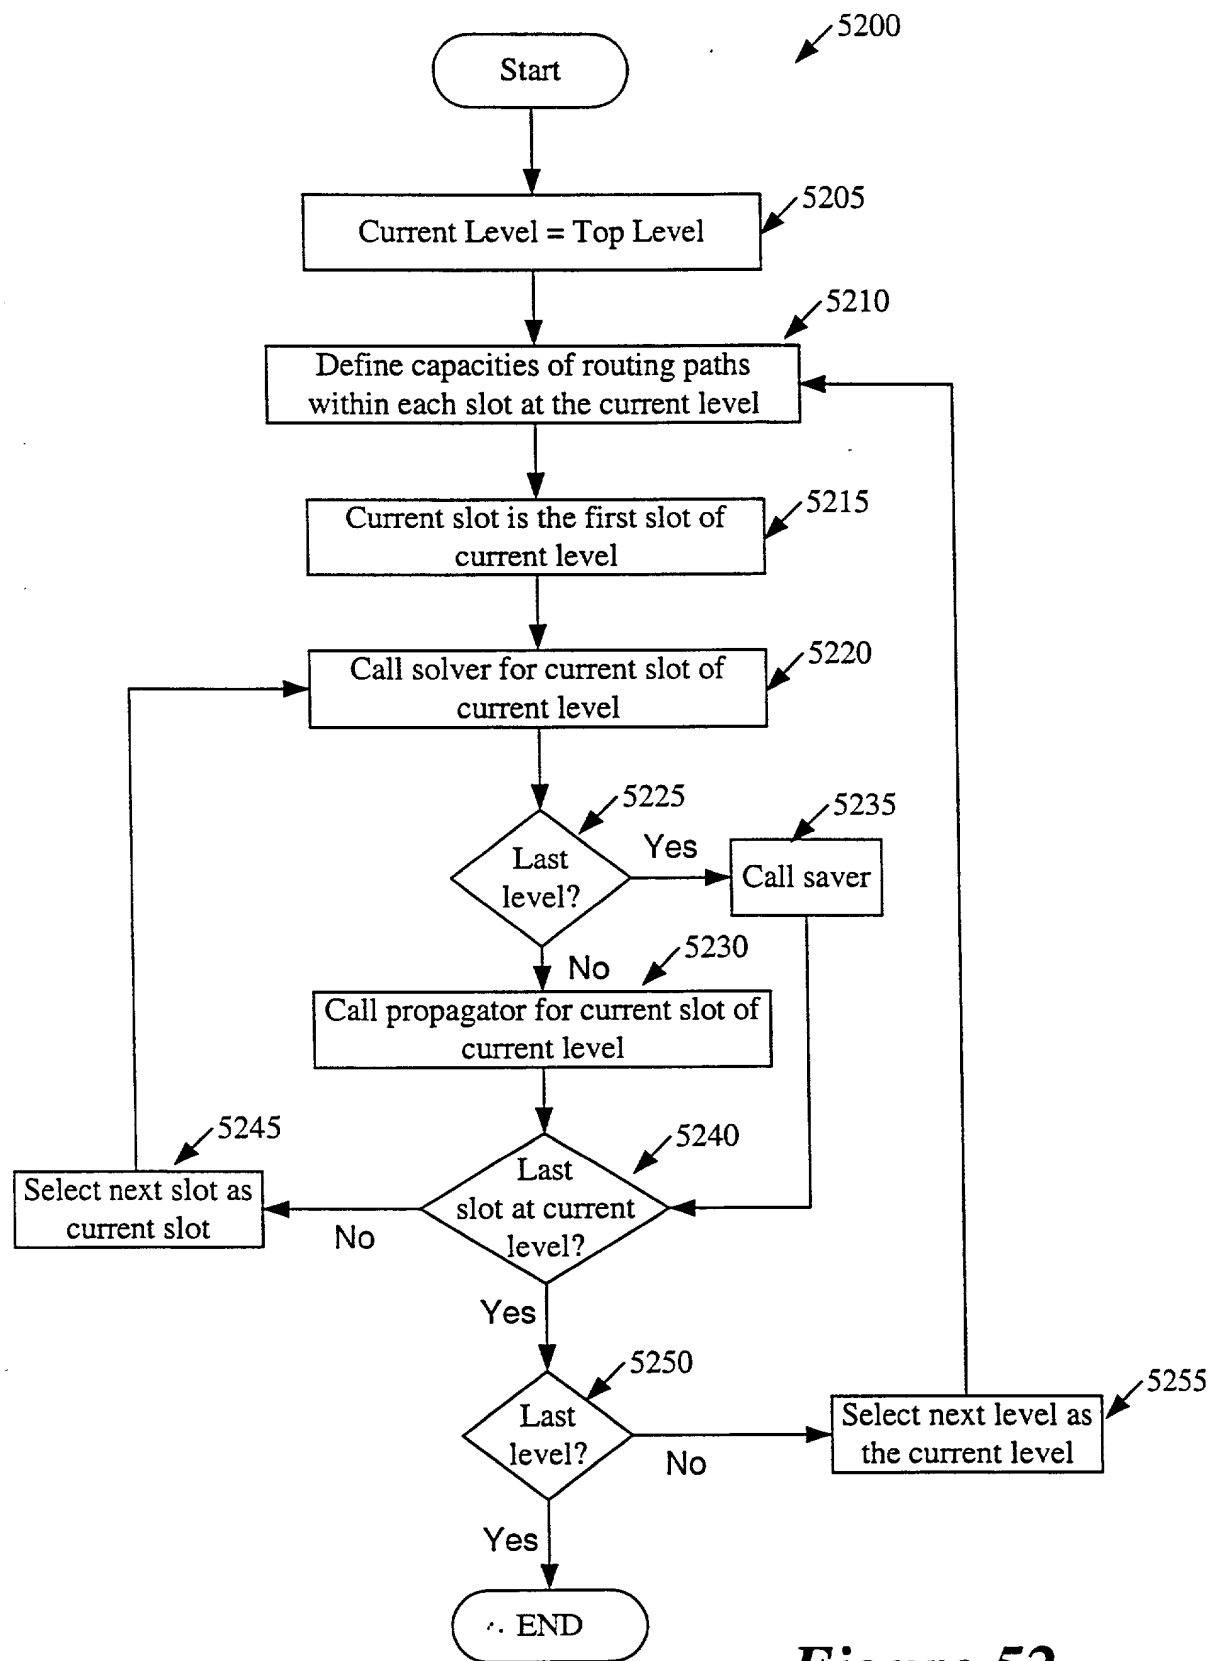 5200
Start
5205
Current Level = Top Level
5210
Define capacities of routing paths
within each slot at the current level
5215
Current slot is the first slot of
current level
5220
Call solver for current slot of
current level
5225
5235
Last
level?
Yes
Call saver
No
5230
Call propagator for current slot of
current level
5245
5240
Select next slot as
current slot
No
Last
slot at current
level?
Yes
5250
5255
Last
level?
No
Select next level as
the current level
Yes
END
Figure 52